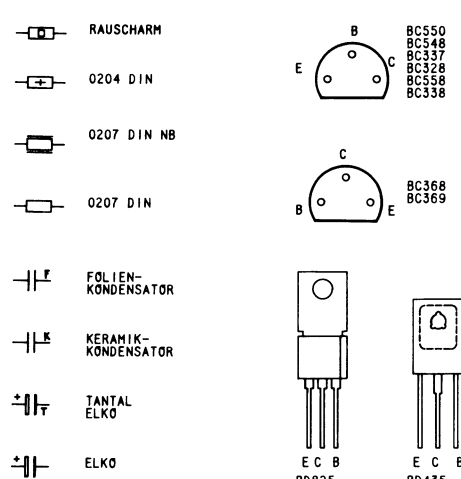 RAUSCHARM
0204 DIN
+
0207 DIN NB
0207 DIN
F
FOLIEN-
KONDENSATOR
K
KERAMIK-
KONDENSATOR
+
T
TANTAL
ELKO
+
ELKO
B
E
C
BC550
BC548
BC337
BC328
BC558
BC338
C
B
E
BC368
BC369
E C B
E C B
BD435